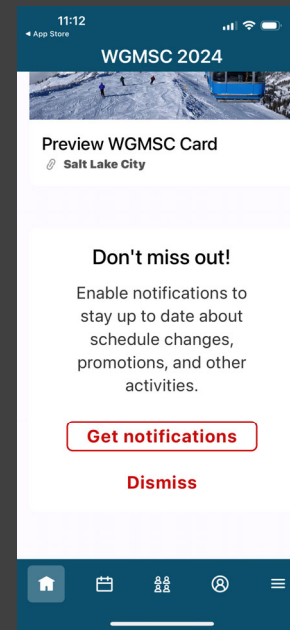 11:12
◀ App Store
WGMSC 2024
Preview WGMSC Card
Salt Lake City
Don't miss out!
Enable notifications to
stay up to date about
schedule changes,
promotions, and other
activities.
Get notifications
Dismiss